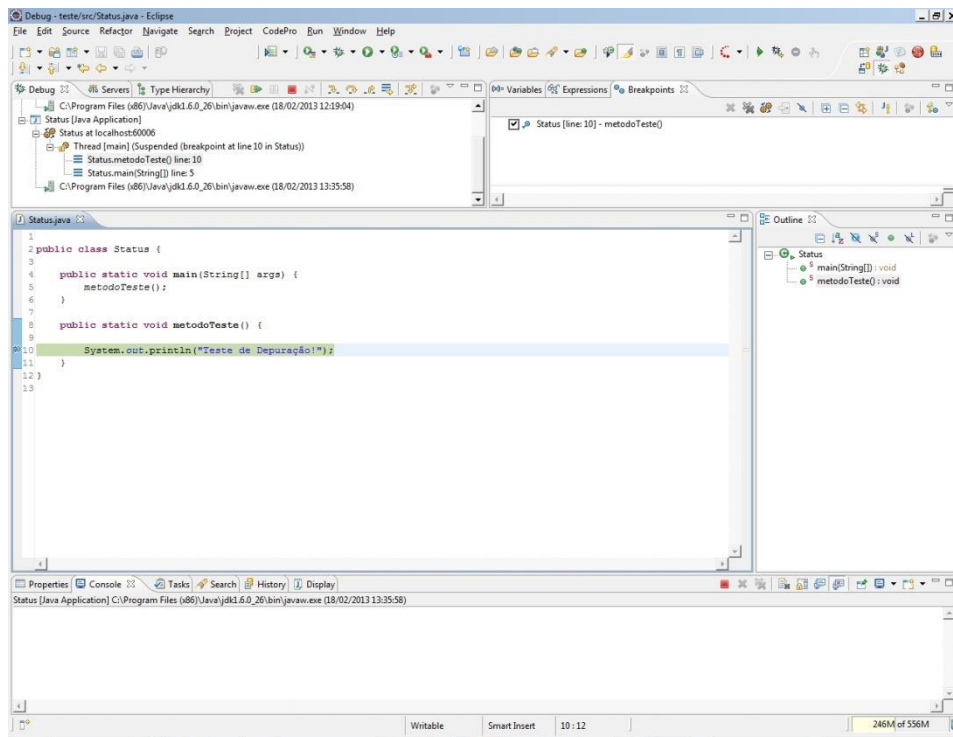 Debug - teste/src/Status.java - Eclipse
File Edit Source Refactor Navigate Search Project CodePro Run Window Help
Debug Servers Type Hierarchy
C:\Program Files (x86)\Java\jdk1.6.0_26\bin\javaw.exe (18/02/2013 12:19:04)
Status [Java Application]
Status at localhost:60006
Thread [main] (Suspended (breakpoint at line 10 in Status))
Status.metodoTeste() line: 10
Status.main(String[]) line: 5
C:\Program Files (x86)\Java\jdk1.6.0_26\bin\javaw.exe (18/02/2013 13:35:58)
Variables Expressions Breakpoints
Status [line: 10] - metodoTeste()
Status.java
1
2 public class Status {
3
4 public static void main(String[] args) {
5 metodoTeste();
6 }
7
8 public static void metodoTeste() {
9
10 System.out.println("Teste de Depuração!");
11 }
12 }
13
Outline
Status
main(String[]) : void
metodoTeste() : void
Properties Console Tasks Search History Display
Status [Java Application] C:\Program Files (x86)\Java\jdk1.6.0_26\bin\javaw.exe (18/02/2013 13:35:58)
Writable Smart Insert 10 : 12 246M of 556M